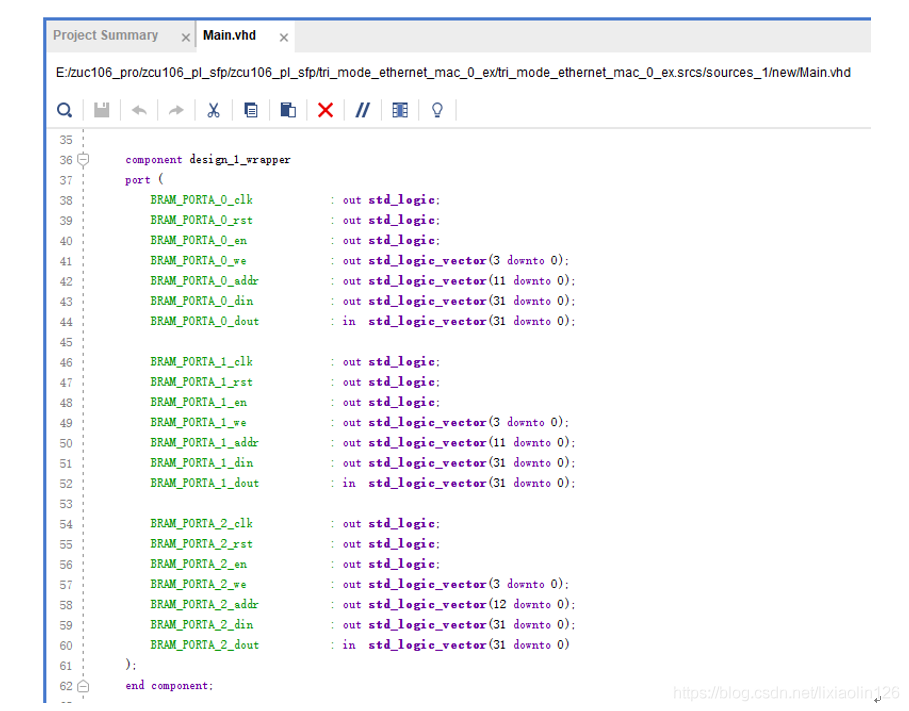 Project Summary × Main.vhd ×
E:/zuc106_pro/zcu106_pl_sfp/zcu106_pl_sfp/tri_mode_ethernet_mac_0_ex/tri_mode_ethernet_mac_0_ex.srcs/sources_1/new/Main.vhd
35
36 component design_1_wrapper
37 port (
38 BRAM_PORTA_0_clk : out std_logic;
39 BRAM_PORTA_0_rst : out std_logic;
40 BRAM_PORTA_0_en : out std_logic;
41 BRAM_PORTA_0_we : out std_logic_vector(3 downto 0);
42 BRAM_PORTA_0_addr : out std_logic_vector(11 downto 0);
43 BRAM_PORTA_0_din : out std_logic_vector(31 downto 0);
44 BRAM_PORTA_0_dout : in std_logic_vector(31 downto 0);
45
46 BRAM_PORTA_1_clk : out std_logic;
47 BRAM_PORTA_1_rst : out std_logic;
48 BRAM_PORTA_1_en : out std_logic;
49 BRAM_PORTA_1_we : out std_logic_vector(3 downto 0);
50 BRAM_PORTA_1_addr : out std_logic_vector(11 downto 0);
51 BRAM_PORTA_1_din : out std_logic_vector(31 downto 0);
52 BRAM_PORTA_1_dout : in std_logic_vector(31 downto 0);
53
54 BRAM_PORTA_2_clk : out std_logic;
55 BRAM_PORTA_2_rst : out std_logic;
56 BRAM_PORTA_2_en : out std_logic;
57 BRAM_PORTA_2_we : out std_logic_vector(3 downto 0);
58 BRAM_PORTA_2_addr : out std_logic_vector(12 downto 0);
59 BRAM_PORTA_2_din : out std_logic_vector(31 downto 0);
60 BRAM_PORTA_2_dout : in std_logic_vector(31 downto 0)
61 );
62 end component;
https://blog.csdn.net/lixiaolin126